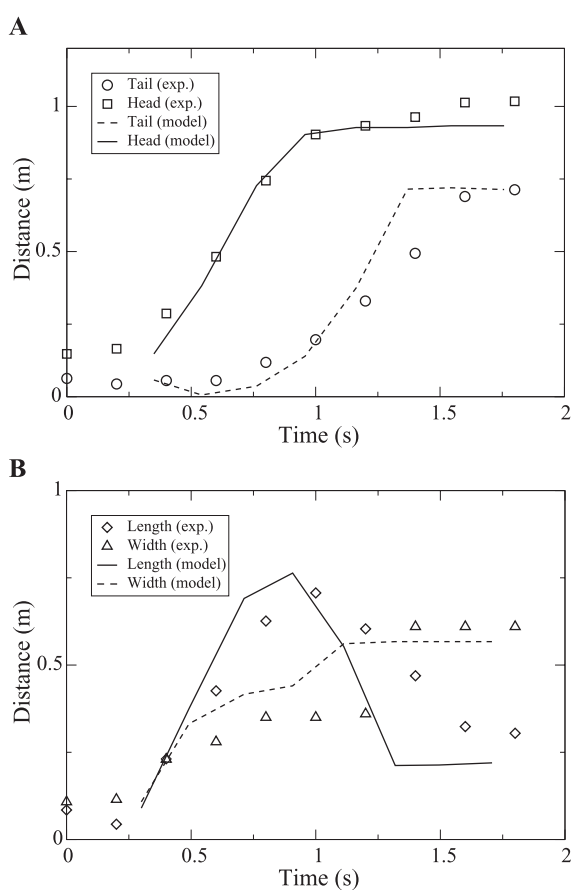 A
1
0.5
0
Distance (m)
Tail (exp.)
Head (exp.)
Tail (model)
Head (model)
0 0.5 1 1.5 2
Time (s)
B
1
0.5
0
Distance (m)
Length (exp.)
Width (exp.)
Length (model)
Width (model)
0 0.5 1 1.5 2
Time (s)